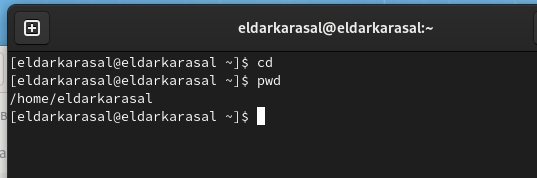 eldarkarasal@eldarkarasal:~
[eldarkarasal@eldarkarasal ~]$ cd
[eldarkarasal@eldarkarasal ~]$ pwd
/home/eldarkarasal
[eldarkarasal@eldarkarasal ~]$